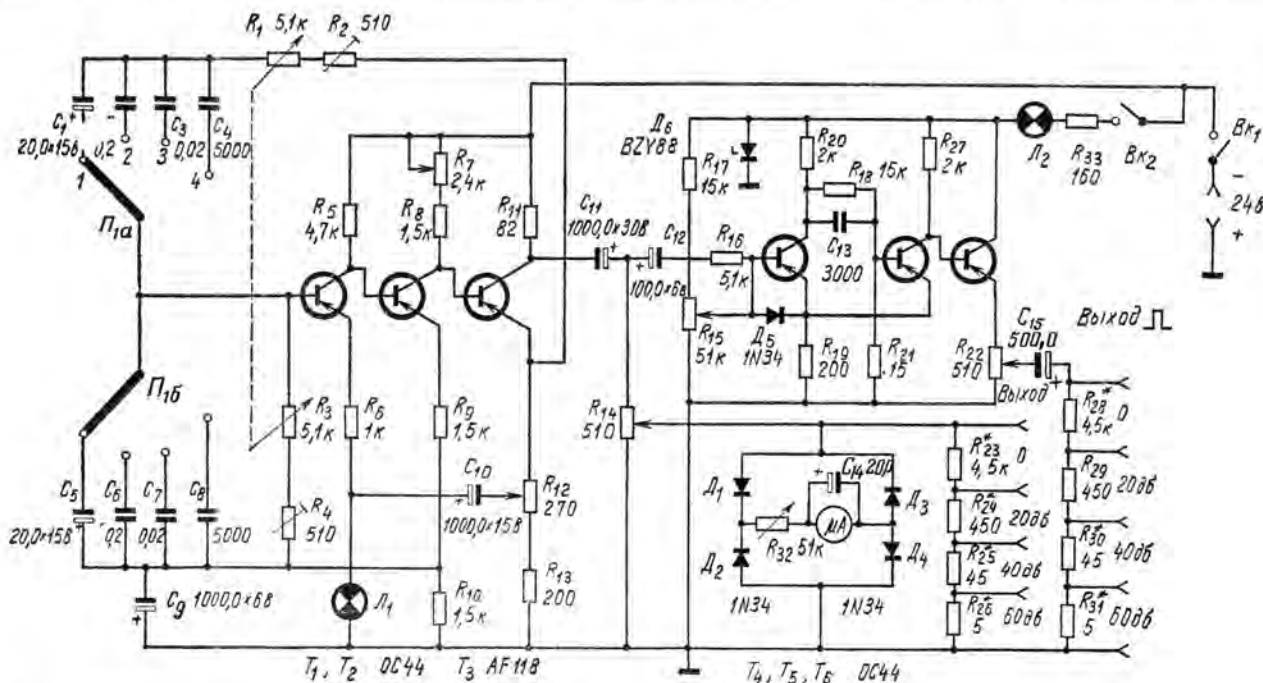 R1 5,1к
R2 510
C1
20,0×15в
1
+
-
0,2
2
C3
3
0,02
C4
5000
4
П1а
R5
4,7к
R7
2,4к
R8
1,5к
R11
82
C11
1000,0×30в
+
C12
+
100,0×6в
R16
5,1к
Д6
BZY88
R17
15к
R20
2к
R18 15к
C13
3000
R27
2к
Л2
R33
160
Вк2
Вк1
-
24в
+
П1б
C5
20,0×15в
C6
0,2
C7
0,02
C8
5000
C9 1000,0×6в
+
R3
5,1к
R4
510
R6
1к
Л1
R9
1,5к
C10
+
1000,0×15в
R10
1,5к
R12
270
R13
200
R14
510
R15
51к
Д5
1N34
R19
200
R21
15
R22
510
C15
500,0
+
Выход
Выход
Д1
Д2
1N34
R32 51к
+
C14 20р
µA
Д3
Д4
1N34
R23*
4,5к
0
R24*
450
20дб
R25*
45
40дб
R26*
5
60дб
R28*
4,5к
0
R29
450
20дб
R30*
45
40дб
R31*
5
60дб
T1, T2 OC44
T3 AF118
T4, T5, T6 OC44